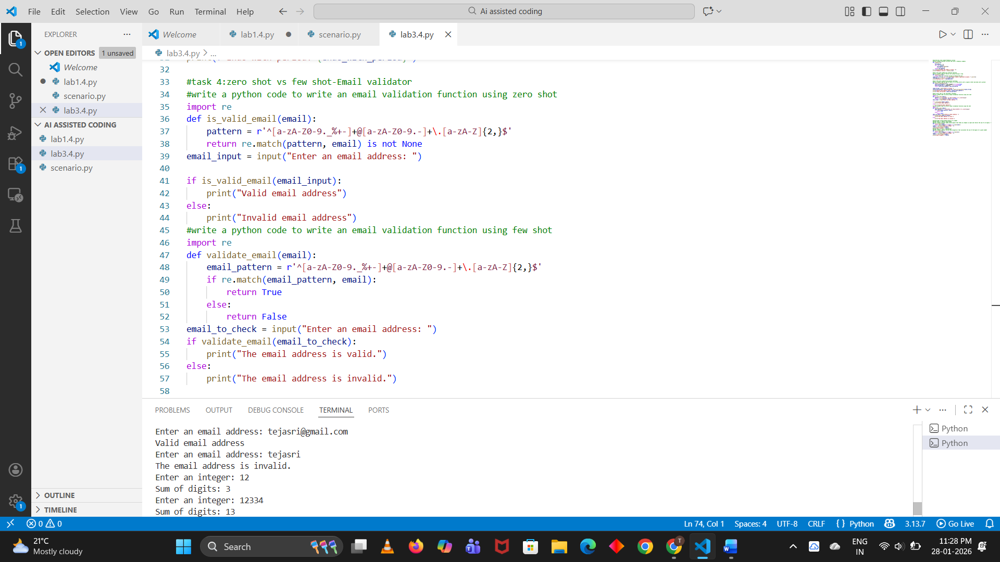 File Edit Selection View Go Run Terminal Help
Ai assisted coding
EXPLORER
OPEN EDITORS 1 unsaved
Welcome
lab1.4.py
scenario.py
lab3.4.py
AI ASSISTED CODING
lab1.4.py
lab3.4.py
scenario.py
OUTLINE
TIMELINE
1
1
1
Welcome lab1.4.py scenario.py lab3.4.py
lab3.4.py > ...
32
33 #task 4:zero shot vs few shot-Email validator
34 #write a python code to write an email validation function using zero shot
35 import re
36 def is_valid_email(email):
37 pattern = r'^[a-zA-Z0-9._%+-]+@[a-zA-Z0-9.-]+\.[a-zA-Z]{2,}$'
38 return re.match(pattern, email) is not None
39 email_input = input("Enter an email address: ")
40
41 if is_valid_email(email_input):
42 print("Valid email address")
43 else:
44 print("Invalid email address")
45 #write a python code to write an email validation function using few shot
46 import re
47 def validate_email(email):
48 email_pattern = r'^[a-zA-Z0-9._%+-]+@[a-zA-Z0-9.-]+\.[a-zA-Z]{2,}$'
49 if re.match(email_pattern, email):
50 return True
51 else:
52 return False
53 email_to_check = input("Enter an email address: ")
54 if validate_email(email_to_check):
55 print("The email address is valid.")
56 else:
57 print("The email address is invalid.")
58
PROBLEMS OUTPUT DEBUG CONSOLE TERMINAL PORTS
Enter an email address: tejasri@gmail.com
Valid email address
Enter an email address: tejasri
The email address is invalid.
Enter an integer: 12
Sum of digits: 3
Enter an integer: 12334
Sum of digits: 13
Python
Python
0 0 Ln 74, Col 1 Spaces: 4 UTF-8 CRLF {} Python 3.13.7 Go Live
21°C
Mostly cloudy
Search
T
ENG
IN
11:28 PM
28-01-2026